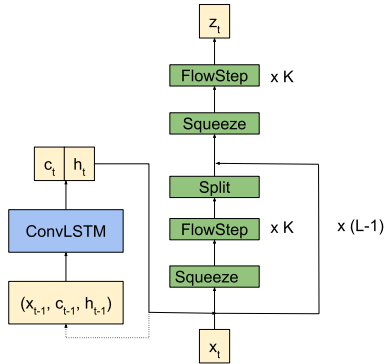 z_t
FlowStep x K
Squeeze
c_t h_t
Split
ConvLSTM
FlowStep x K
x (L-1)
Squeeze
(x_{t-1}, c_{t-1}, h_{t-1})
x_t